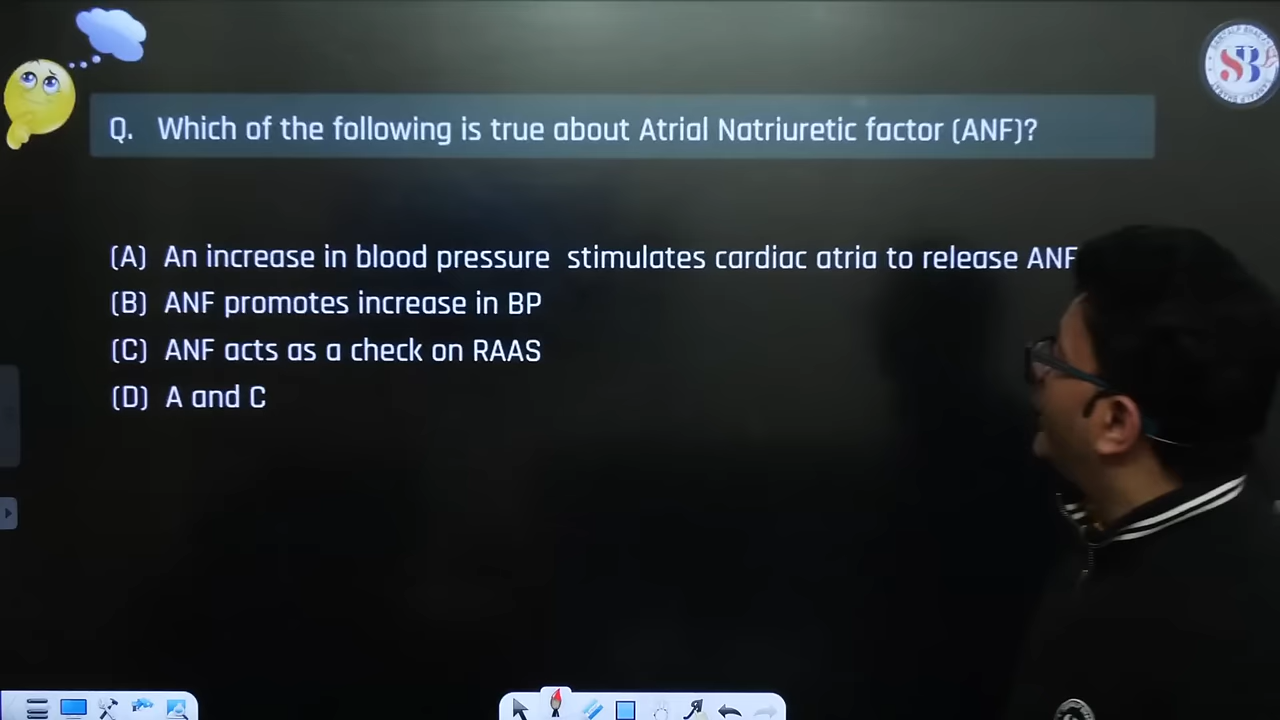 SB
Q. Which of the following is true about Atrial Natriuretic factor (ANF)?
(A) An increase in blood pressure stimulates cardiac atria to release ANF
(B) ANF promotes increase in BP
(C) ANF acts as a check on RAAS
(D) A and C